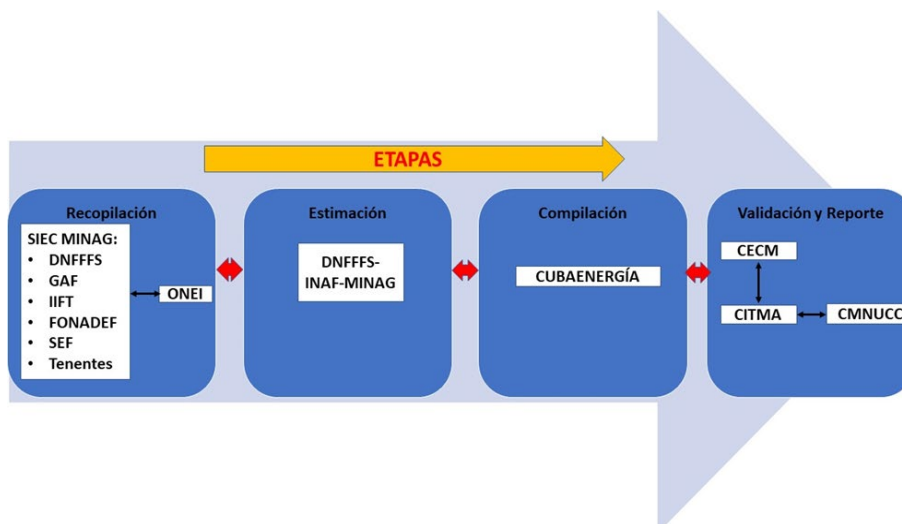 ETAPAS
Recopilación
SIEC MINAG:
• DNFFFS
• GAF
• IIFT
• FONADEF
• SEF
• Tenentes
ONEI
Estimación
DNFFFS-
INAF-MINAG
Compilación
CUBAENERGÍA
Validación y Reporte
CECM
CITMA
CMNUCC